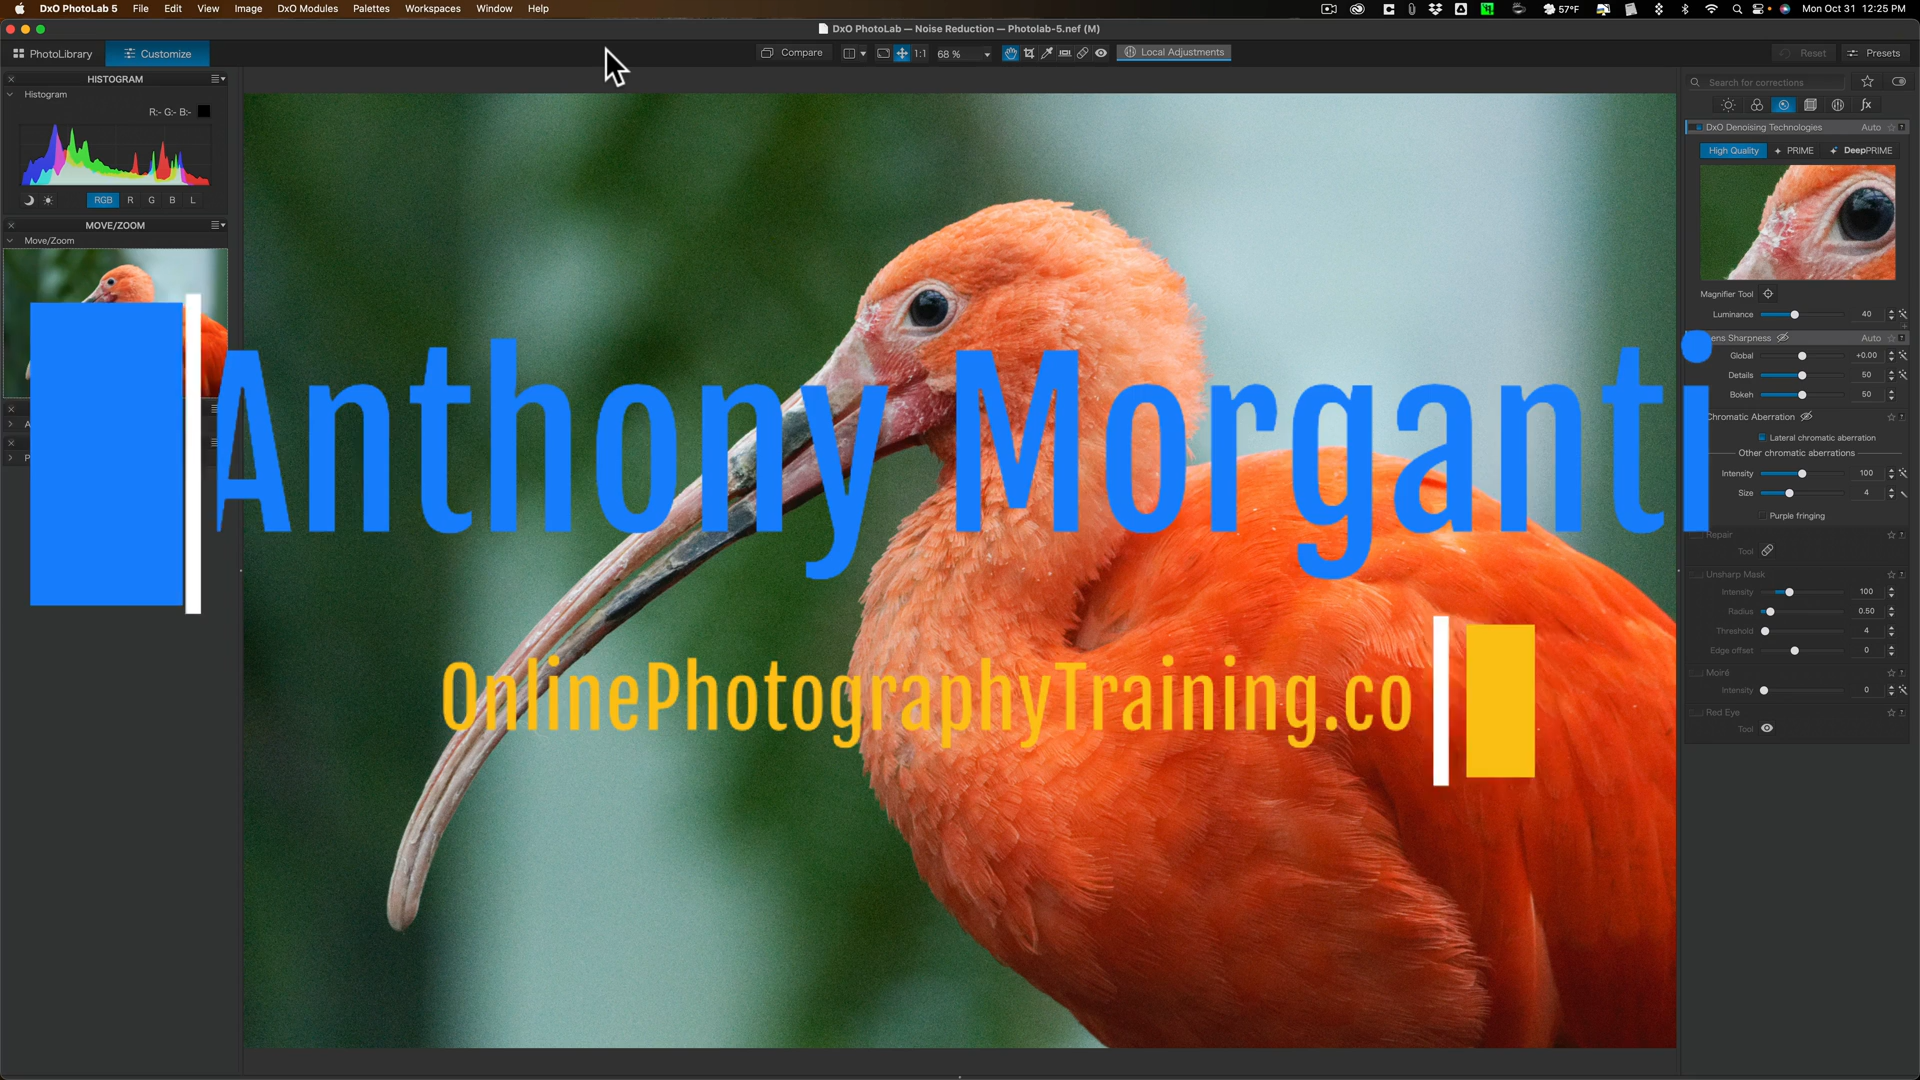 DxO PhotoLab 5 File Edit View Image DxO Modules Palettes Workspaces Window Help 57°F Mon Oct 31 12:25 PM
DxO PhotoLab — Noise Reduction — Photolab-5.nef (M)
PhotoLibrary Customize Compare 1:1 68 % Local Adjustments Reset Presets
HISTOGRAM
Histogram
R:- G:- B:-
RGB R G B L
MOVE/ZOOM
Move/Zoom
Anthony Morganti
OnlinePhotographyTraining.co
Search for corrections
fx
DxO Denoising Technologies Auto
High Quality PRIME DeepPRIME
Magnifier Tool
Luminance 40
ens Sharpness Auto
Global +0.00
Details 50
Bokeh 50
Chromatic Aberration
Lateral chromatic aberration
Other chromatic aberrations
Intensity 100
Size 4
Purple fringing
Repair
Tool
Unsharp Mask
Intensity 100
Radius 0.50
Threshold 4
Edge offset 0
Moiré
Intensity 0
Red Eye
Tool